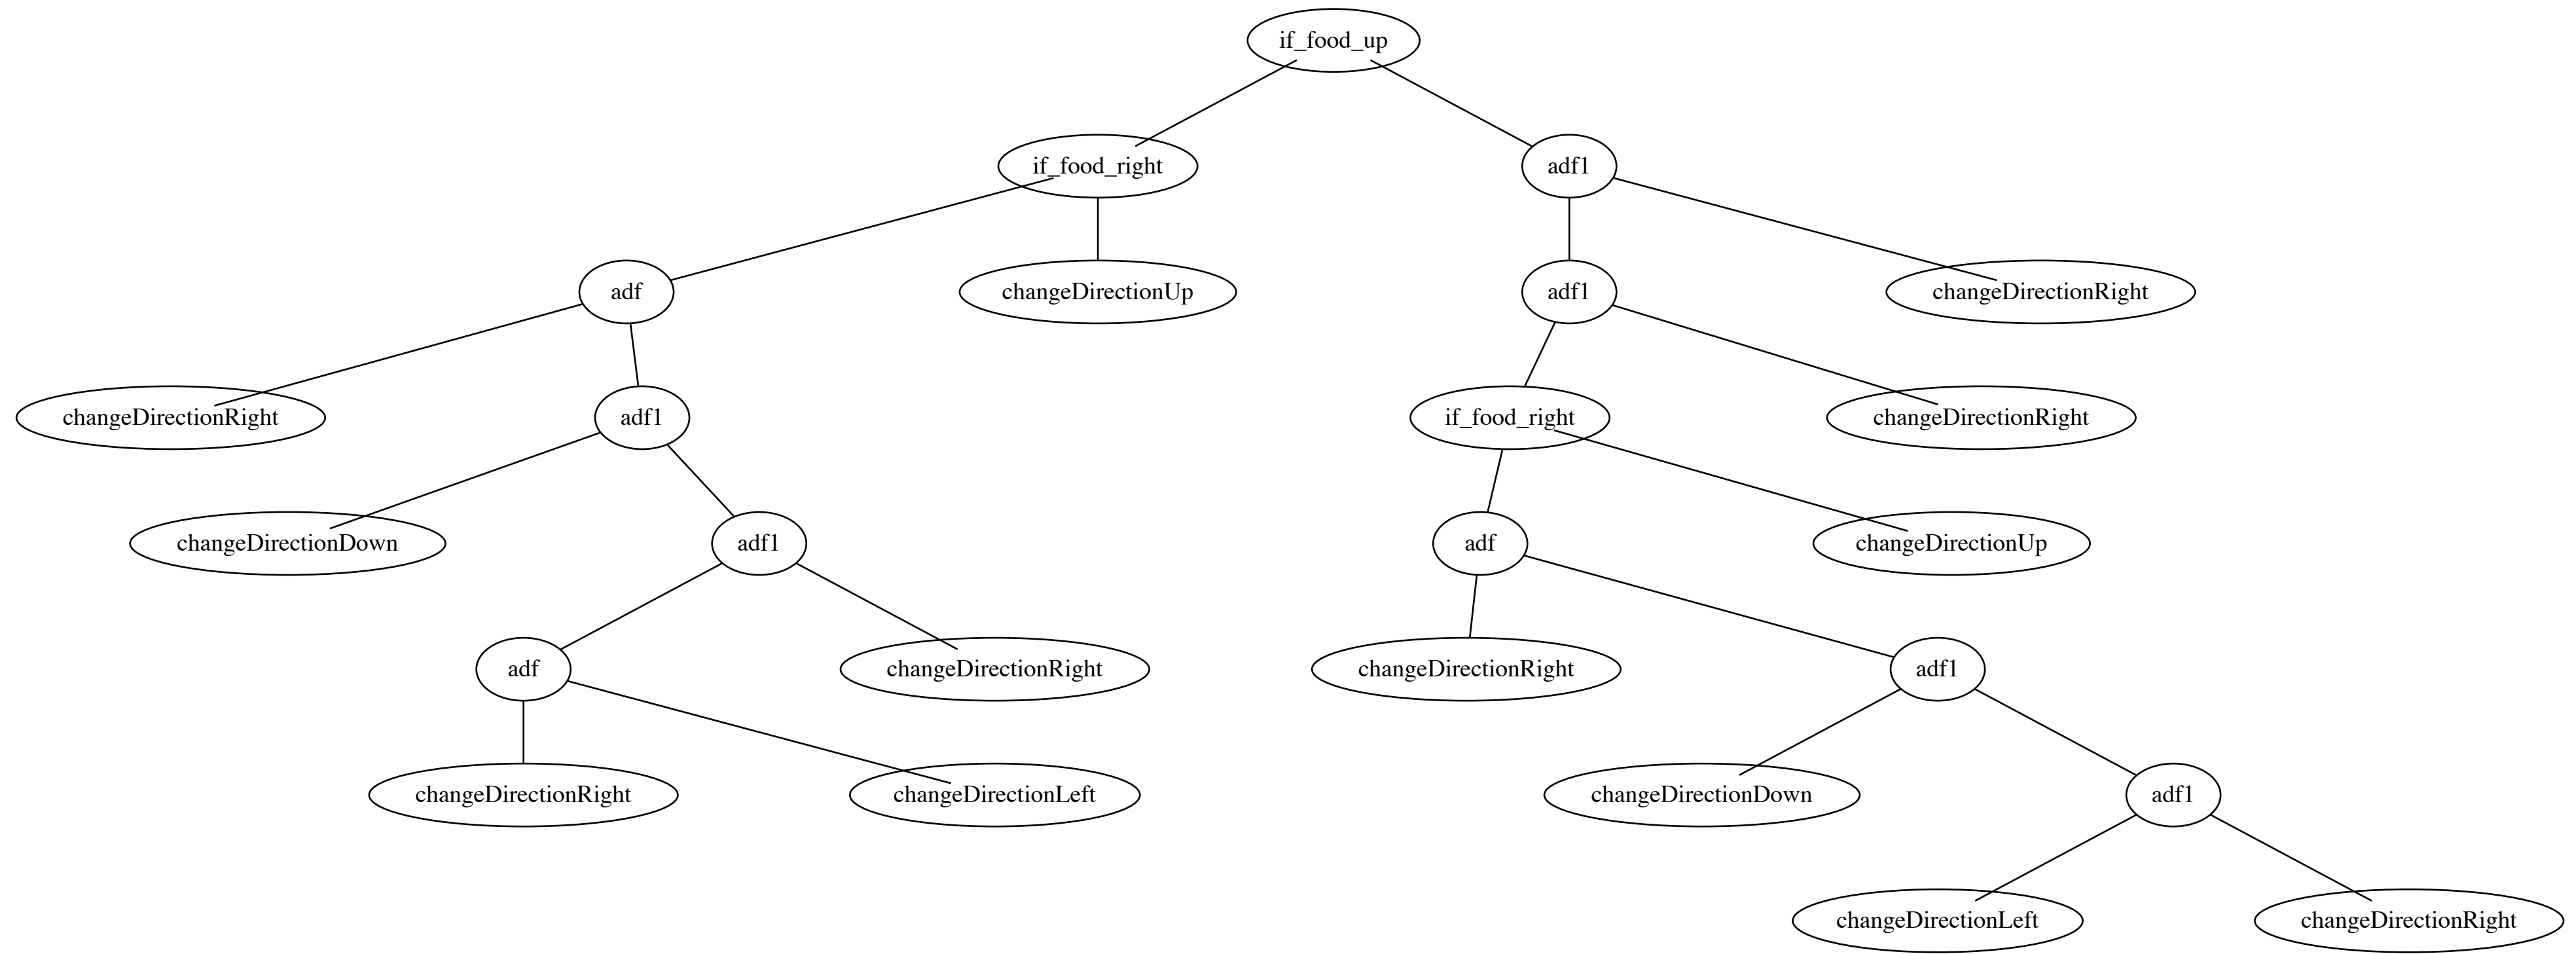 if_food_up
if_food_right
adf1
adf
changeDirectionUp
adf1
changeDirectionRight
changeDirectionRight
adf1
if_food_right
changeDirectionRight
changeDirectionDown
adf1
adf
changeDirectionUp
adf
changeDirectionRight
changeDirectionRight
adf1
changeDirectionRight
changeDirectionLeft
changeDirectionDown
adf1
changeDirectionLeft
changeDirectionRight